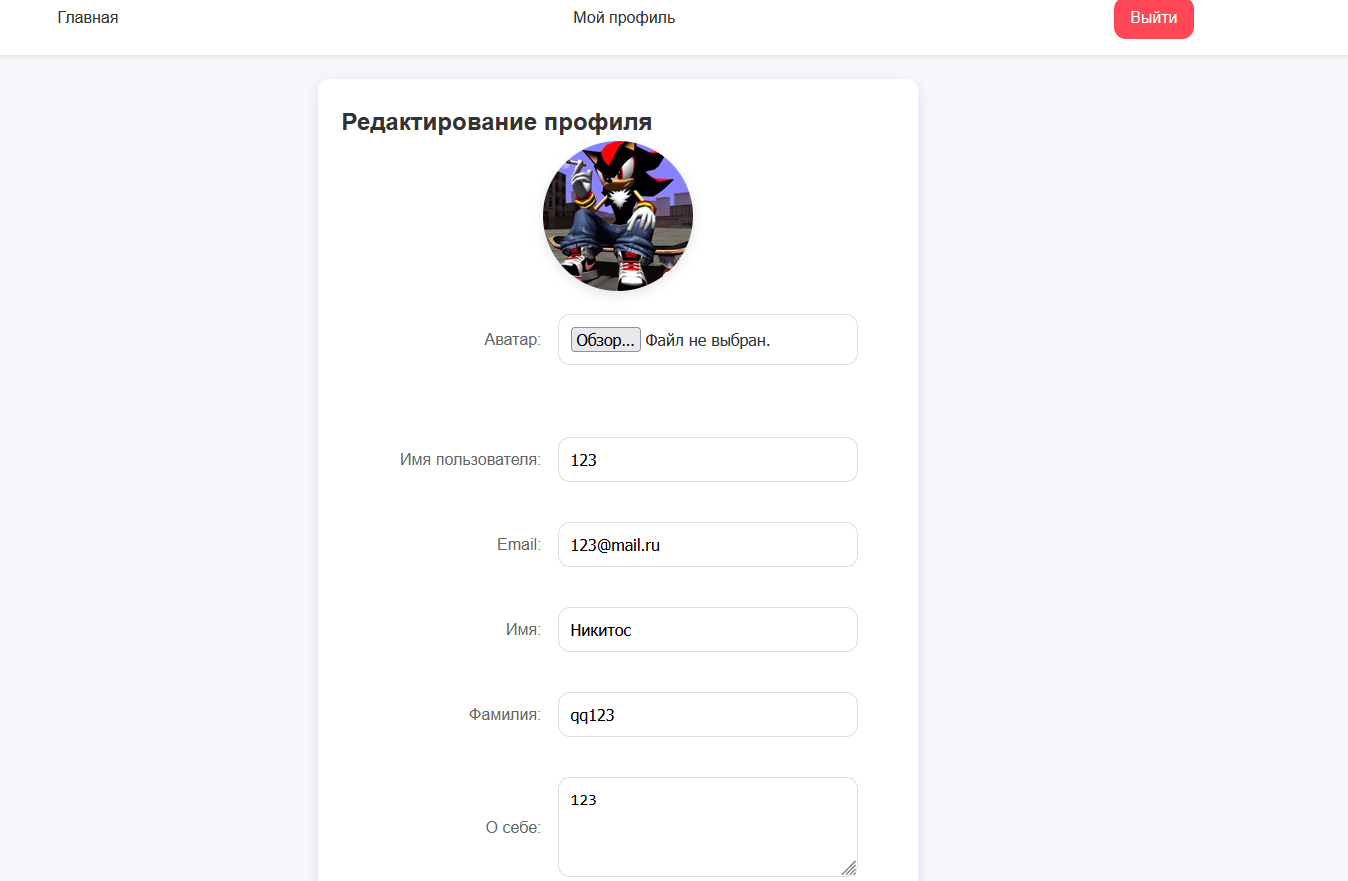 Главная Мой профиль Выйти
Редактирование профиля
Аватар: Обзор... Файл не выбран.
Имя пользователя: 123
Email: 123@mail.ru
Имя: Никитос
Фамилия: qq123
О себе: 123